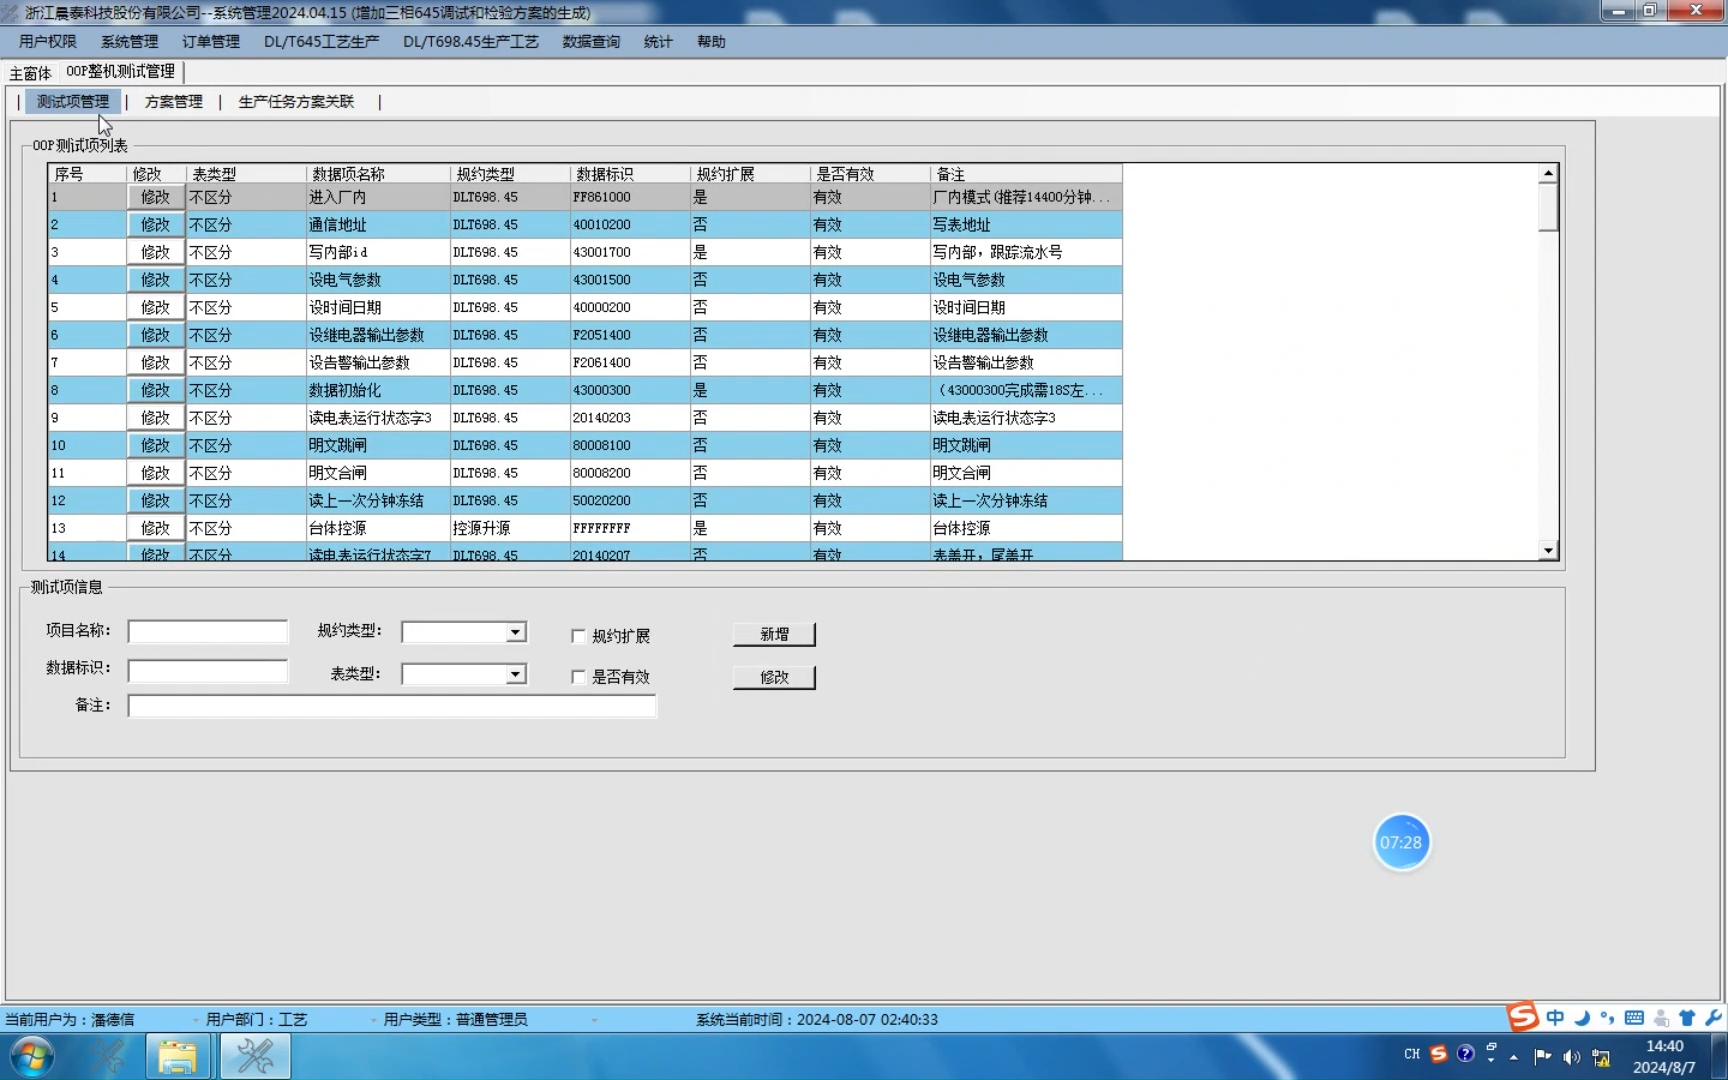 浙江晨泰科技股份有限公司--系统管理2024.04.15 (增加三相645调试和检验方案的生成)
用户权限 系统管理 订单管理 DL/T645工艺生产 DL/T698.45生产工艺 数据查询 统计 帮助
主窗体 OOP整机测试管理
测试项管理 | 方案管理 | 生产任务方案关联 |
OOP测试项列表
序号 修改 表类型 数据项名称 规约类型 数据标识 规约扩展 是否有效 备注
1 修改 不区分 进入厂内 DLT698.45 FF861000 是 有效 厂内模式(推荐14400分钟...
2 修改 不区分 通信地址 DLT698.45 40010200 否 有效 写表地址
3 修改 不区分 写内部id DLT698.45 43001700 是 有效 写内部，跟踪流水号
4 修改 不区分 设电气参数 DLT698.45 43001500 否 有效 设电气参数
5 修改 不区分 设时间日期 DLT698.45 40000200 否 有效 设时间日期
6 修改 不区分 设继电器输出参数 DLT698.45 F2051400 否 有效 设继电器输出参数
7 修改 不区分 设告警输出参数 DLT698.45 F2061400 否 有效 设告警输出参数
8 修改 不区分 数据初始化 DLT698.45 43000300 是 有效 （43000300完成需18S左...
9 修改 不区分 读电表运行状态字3 DLT698.45 20140203 否 有效 读电表运行状态字3
10 修改 不区分 明文跳闸 DLT698.45 80008100 否 有效 明文跳闸
11 修改 不区分 明文合闸 DLT698.45 80008200 否 有效 明文合闸
12 修改 不区分 读上一次分钟冻结 DLT698.45 50020200 否 有效 读上一次分钟冻结
13 修改 不区分 台体控源 控源升源 FFFFFFFF 是 有效 台体控源
14 修改 不区分 读电表运行状态字7 DLT698.45 20140207 否 有效 表盖开，尾盖开
测试项信息
项目名称： 规约类型： 规约扩展 新增
数据标识： 表类型： 是否有效 修改
备注：
07:28
当前用户为：潘德信 用户部门：工艺 用户类型：普通管理员 系统当前时间：2024-08-07 02:40:33
中
CH 14:40
2024/8/7